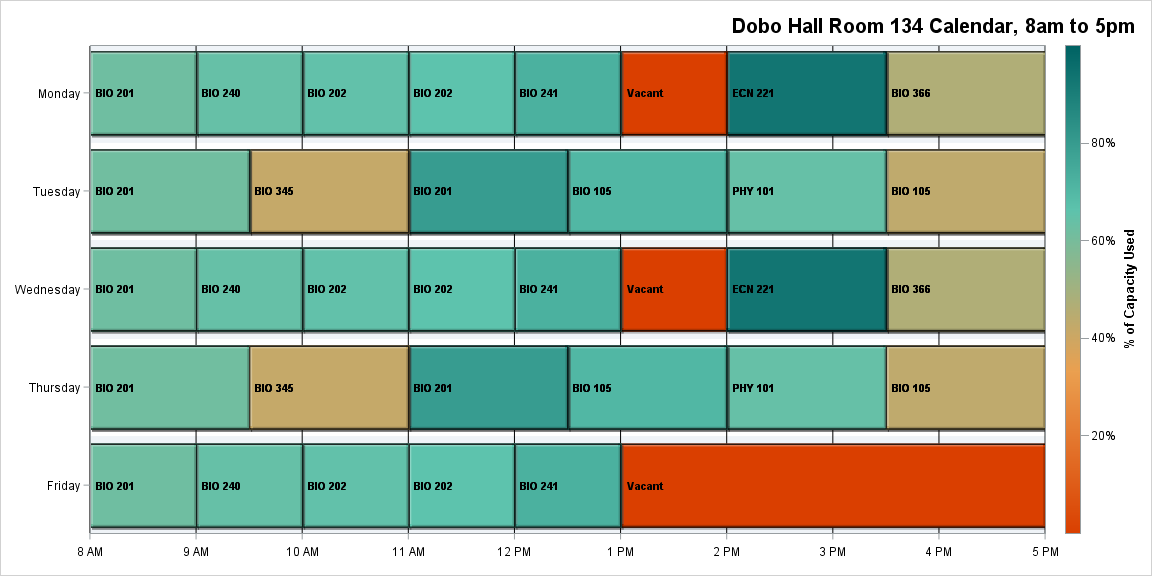 Dobo Hall Room 134 Calendar, 8am to 5pm
Monday
BIO 201
BIO 240
BIO 202
BIO 202
BIO 241
Vacant
ECN 221
BIO 366
Tuesday
BIO 201
BIO 345
BIO 201
BIO 105
PHY 101
BIO 105
Wednesday
BIO 201
BIO 240
BIO 202
BIO 202
BIO 241
Vacant
ECN 221
BIO 366
Thursday
BIO 201
BIO 345
BIO 201
BIO 105
PHY 101
BIO 105
Friday
BIO 201
BIO 240
BIO 202
BIO 202
BIO 241
Vacant
8 AM
9 AM
10 AM
11 AM
12 PM
1 PM
2 PM
3 PM
4 PM
5 PM
80%
60%
40%
20%
% of Capacity Used